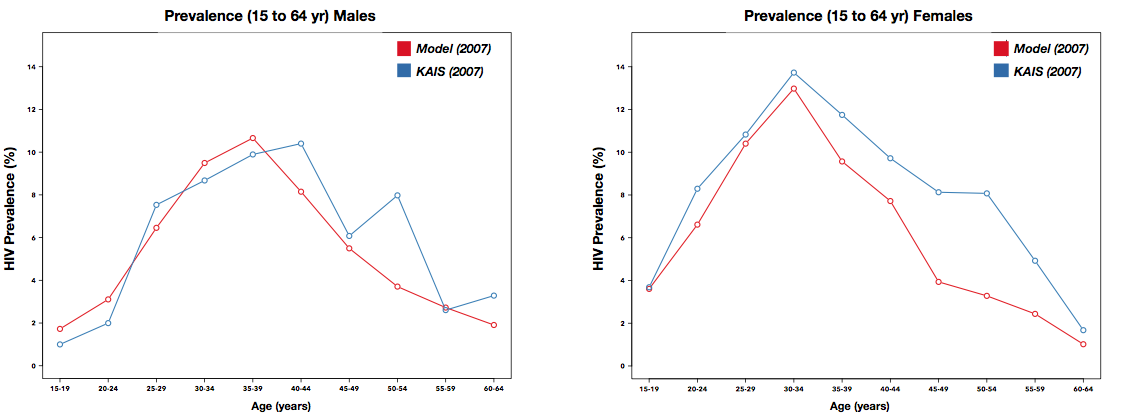 Prevalence (15 to 64 yr) Males
Model (2007)
KAIS (2007)
HIV Prevalence (%)
14
12
10
8
6
4
2
0
15-19 20-24 25-29 30-34 35-39 40-44 45-49 50-54 55-59 60-64
Age (years)
Prevalence (15 to 64 yr) Females
Model (2007)
KAIS (2007)
HIV Prevalence (%)
14
12
10
8
6
4
2
0
15-19 20-24 25-29 30-34 35-39 40-44 45-49 50-54 55-59 60-64
Age (years)